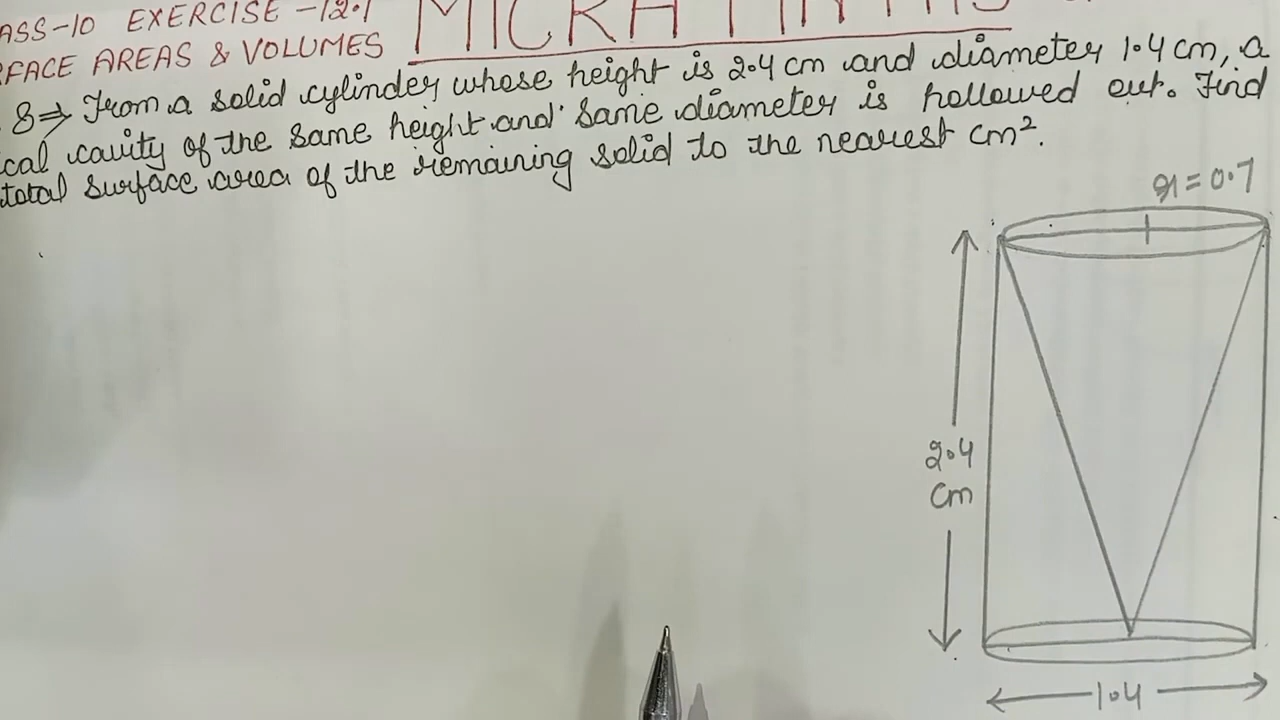 ASS-10 EXERCISE -12.1
RFACE AREAS & VOLUMES
8⇒ From a solid cylinder whose height is 2.4 cm and diameter 1.4 cm, a
ical cavity of the same height and same diameter is hollowed out. Find
total surface area of the remaining solid to the nearest cm².
r = 0.7
2.4
cm
1.4